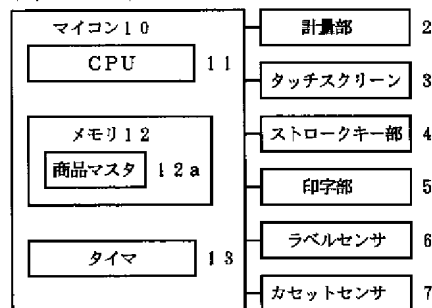 マイコン１０
CPU １１
メモリ１２
商品マスタ １２a
タイマ １３
計量部 ２
タッチスクリーン ３
ストロークキー部 ４
印字部 ５
ラベルセンサ ６
カセットセンサ ７